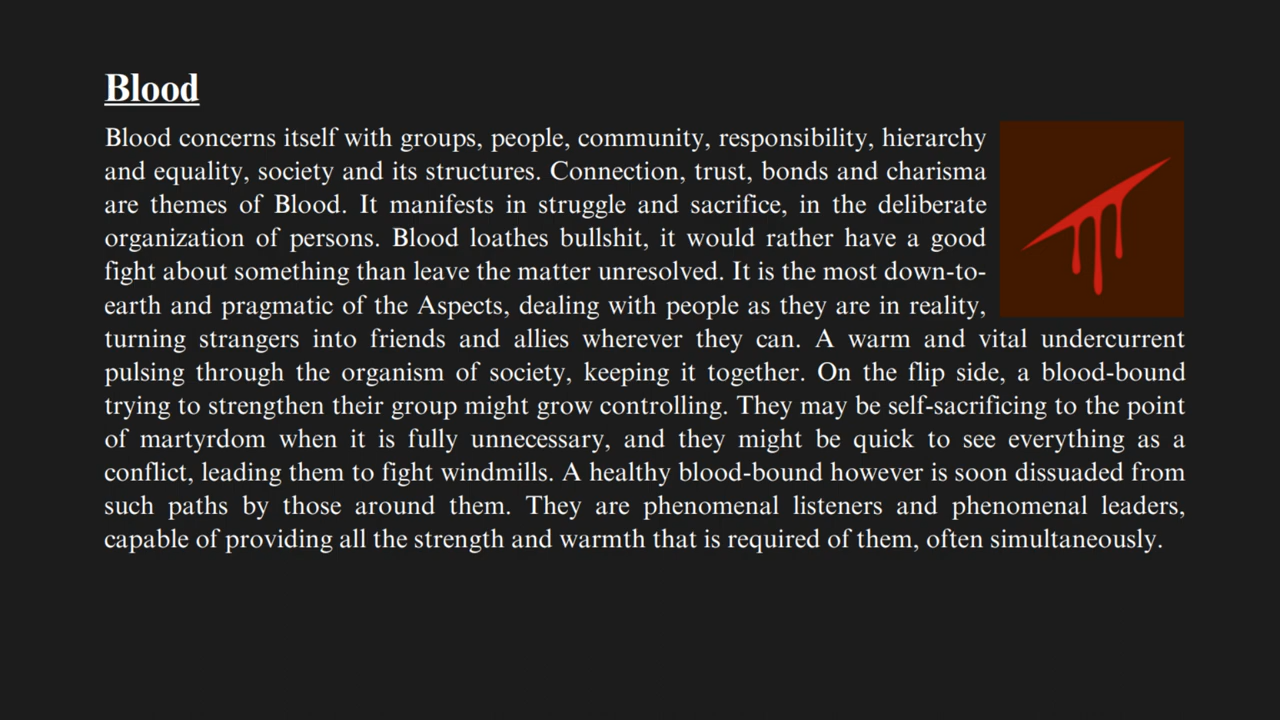 Blood
Blood concerns itself with groups, people, community, responsibility, hierarchy
and equality, society and its structures. Connection, trust, bonds and charisma
are themes of Blood. It manifests in struggle and sacrifice, in the deliberate
organization of persons. Blood loathes bullshit, it would rather have a good
fight about something than leave the matter unresolved. It is the most down-to-
earth and pragmatic of the Aspects, dealing with people as they are in reality,
turning strangers into friends and allies wherever they can. A warm and vital undercurrent
pulsing through the organism of society, keeping it together. On the flip side, a blood-bound
trying to strengthen their group might grow controlling. They may be self-sacrificing to the point
of martyrdom when it is fully unnecessary, and they might be quick to see everything as a
conflict, leading them to fight windmills. A healthy blood-bound however is soon dissuaded from
such paths by those around them. They are phenomenal listeners and phenomenal leaders,
capable of providing all the strength and warmth that is required of them, often simultaneously.